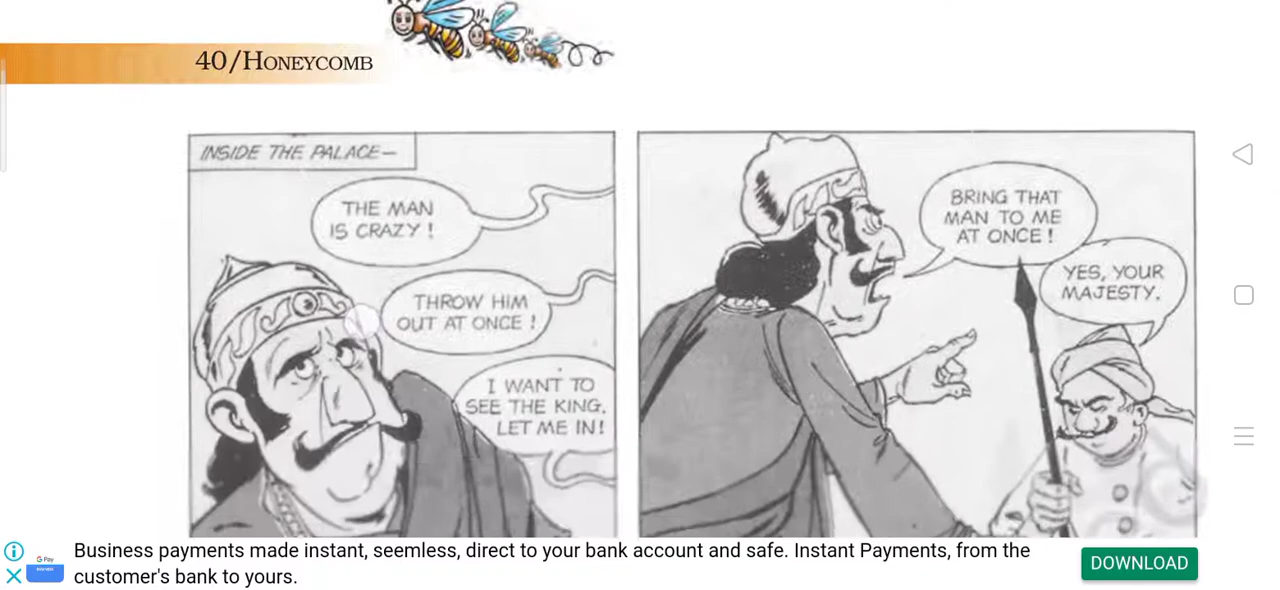 40/HONEYCOMB
INSIDE THE PALACE—
THE MAN
IS CRAZY!
THROW HIM
OUT AT ONCE!
I WANT TO
SEE THE KING.
LET ME IN!
BRING THAT
MAN TO ME
AT ONCE!
YES, YOUR
MAJESTY.
G Pay
Business payments made instant, seemless, direct to your bank account and safe. Instant Payments, from the
customer's bank to yours.
DOWNLOAD